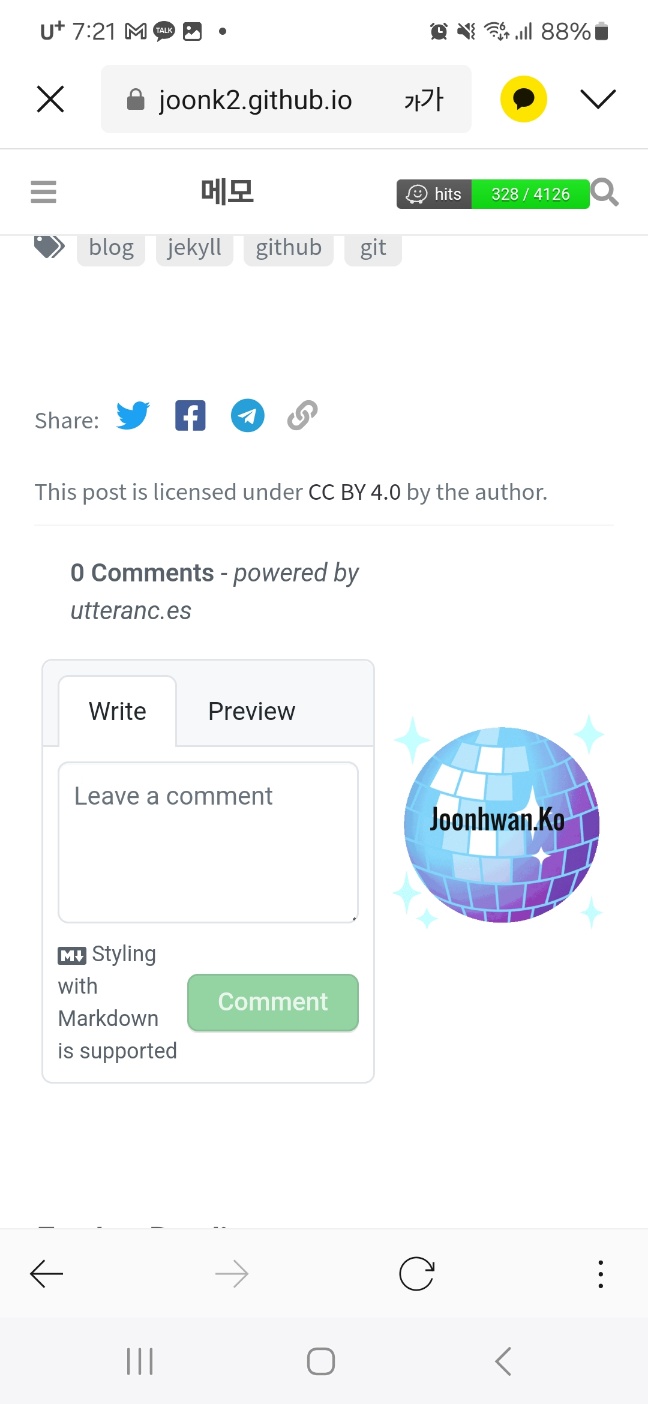 U+ 7:21 TALK 88%
joonk2.github.io 가가
메모 hits 328 / 4126
blog jekyll github git
Share:
This post is licensed under CC BY 4.0 by the author.
0 Comments - powered by
utteranc.es
Write Preview
Leave a comment
Joonhwan.Ko
M↓ Styling
with
Markdown
is supported
Comment